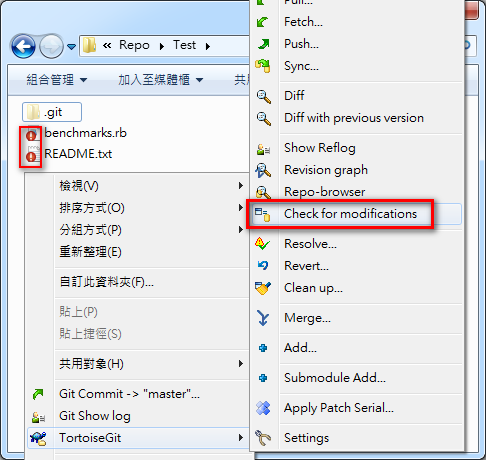 Pull...
Fetch...
Push...
Sync...
Repo Test
組合管理
加入至媒體櫃
共用
Diff
Diff with previous version
.git
benchmarks.rb
README.txt
Show Reflog
Revision graph
Repo-browser
Check for modifications
Resolve...
Revert...
Clean up...
Merge...
Add...
Submodule Add...
Apply Patch Serial...
Settings
檢視(V)
排序方式(O)
分組方式(P)
重新整理(E)
自訂此資料夾(F)...
貼上(P)
貼上捷徑(S)
共用對象(H)
Git Commit -> "master"...
Git Show log
TortoiseGit